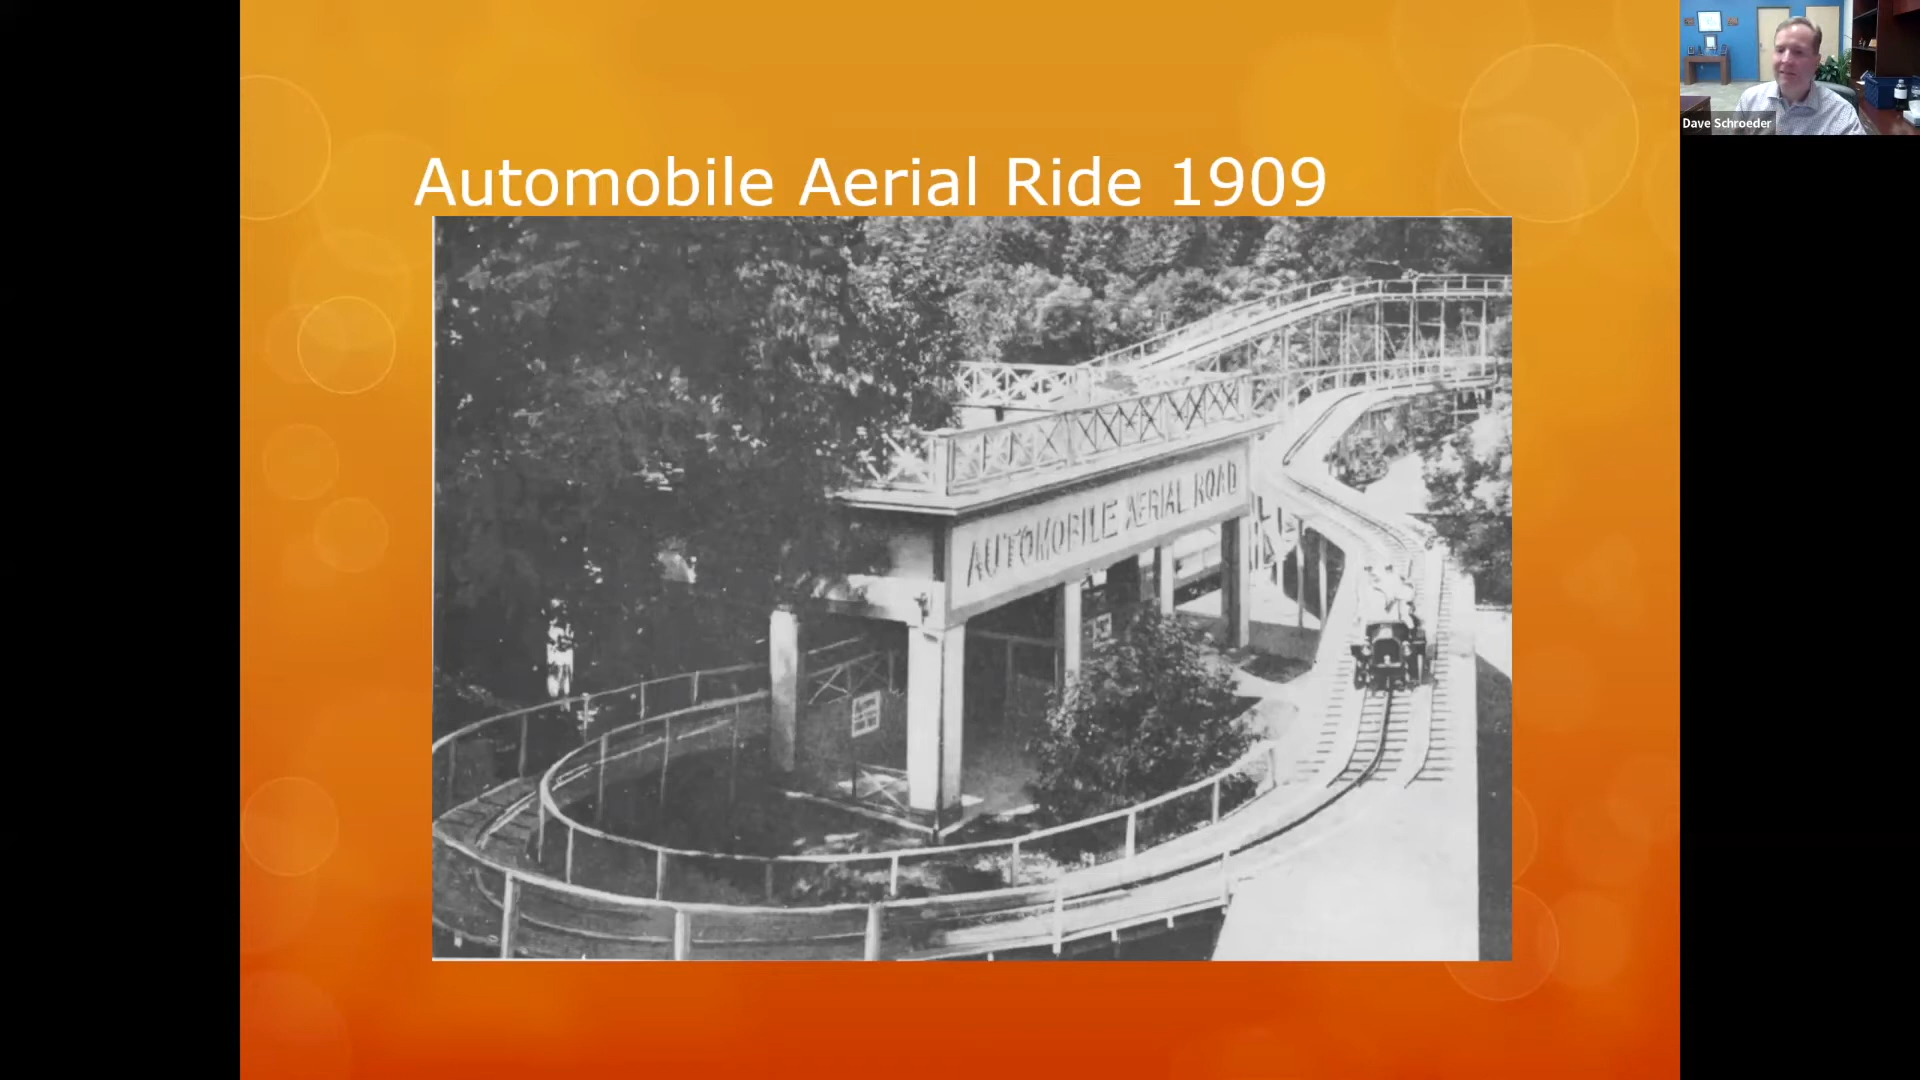 Automobile Aerial Ride 1909
AUTOMOBILE AERIAL ROAD
Dave Schroeder